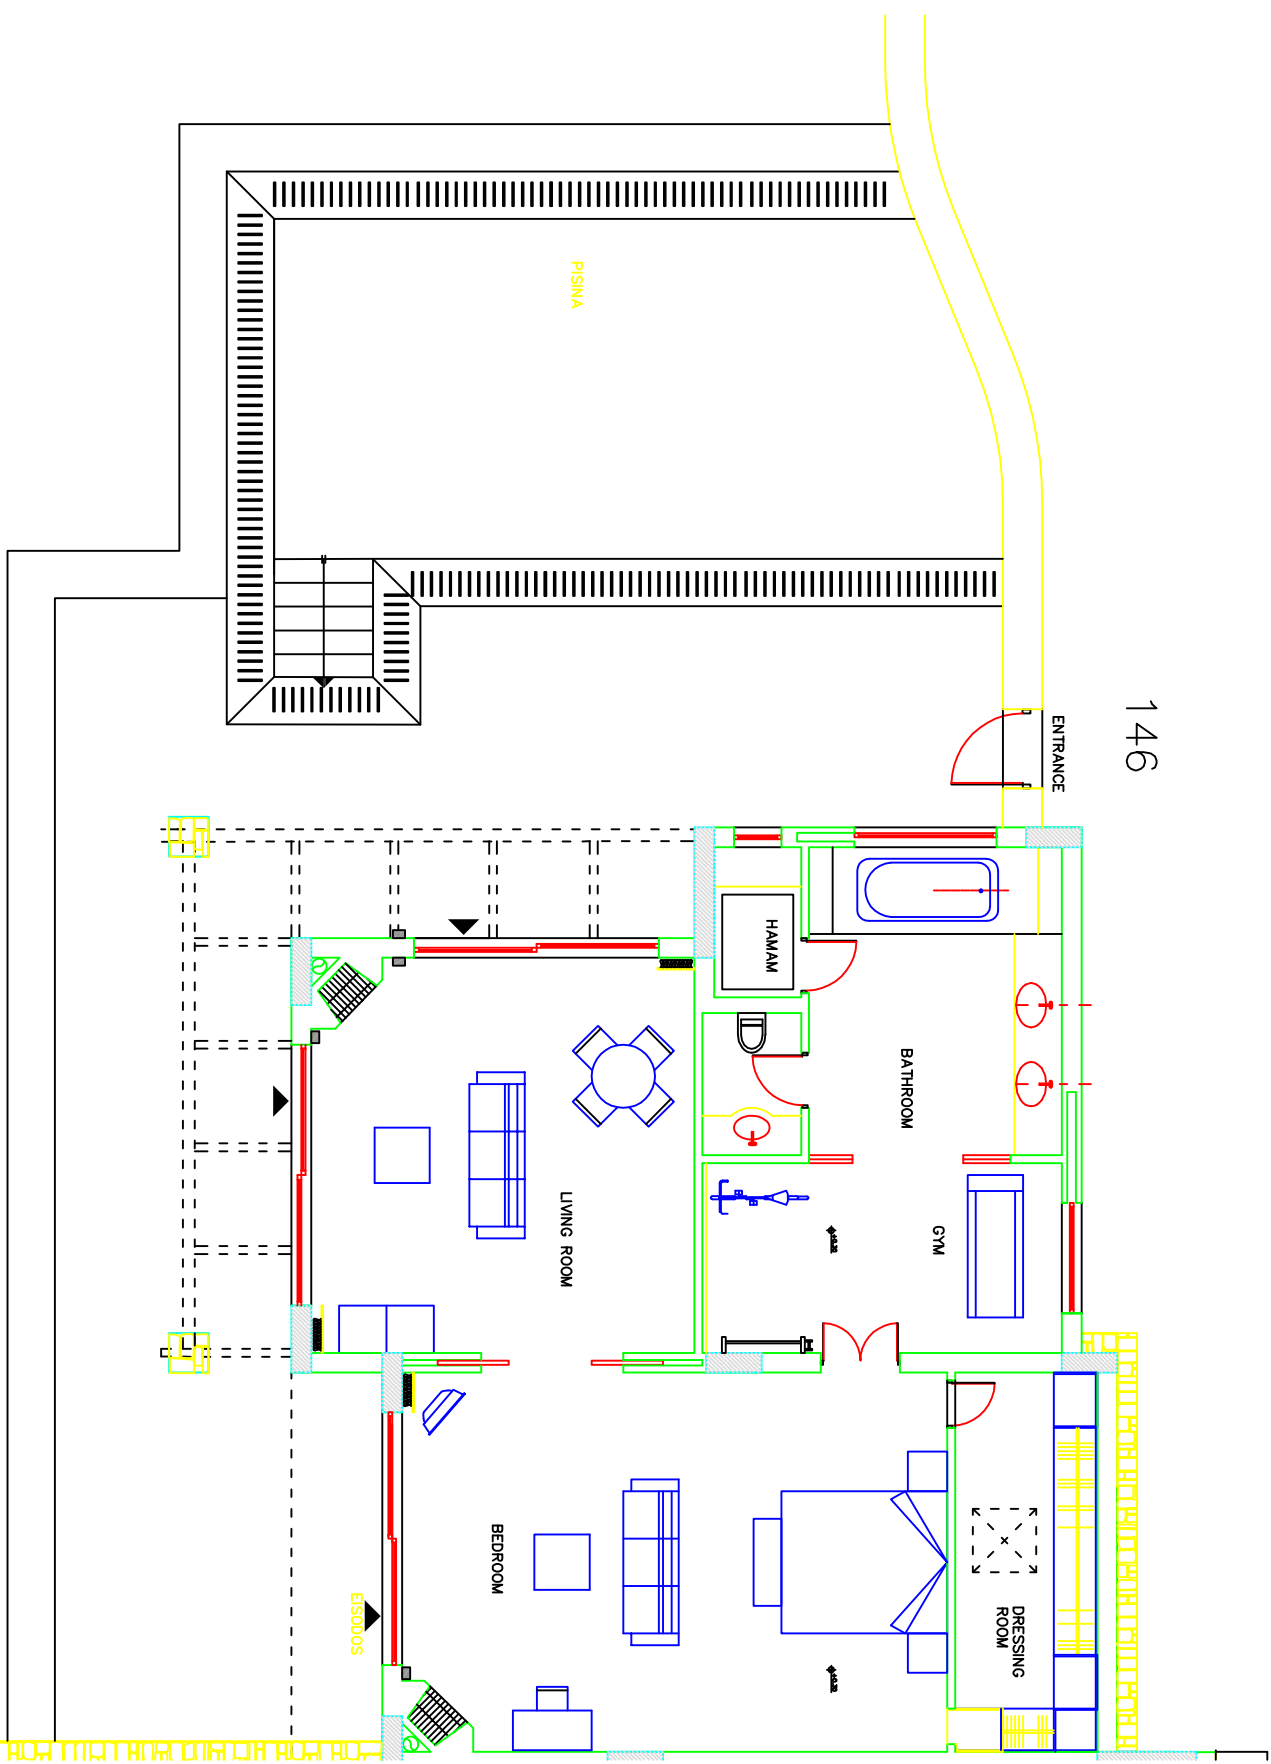 146
ENTRANCE
PISINA
HAMAM
BATHROOM
GYM
LIVING ROOM
BEDROOM
DRESSING
ROOM
EISODOS